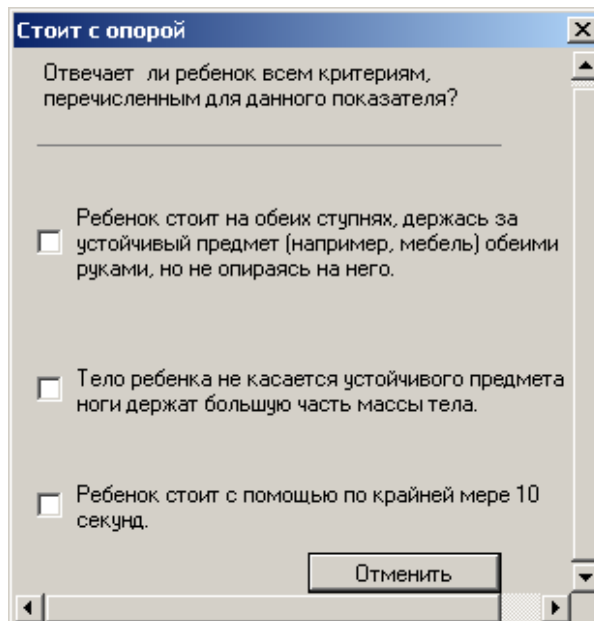 Стоит с опорой
Отвечает ли ребенок всем критериям,
перечисленным для данного показателя?
Ребенок стоит на обеих ступнях, держась за
устойчивый предмет (например, мебель) обеими
руками, но не опираясь на него.
Тело ребенка не касается устойчивого предмета
ноги держат большую часть массы тела.
Ребенок стоит с помощью по крайней мере 10
секунд.
Отменить